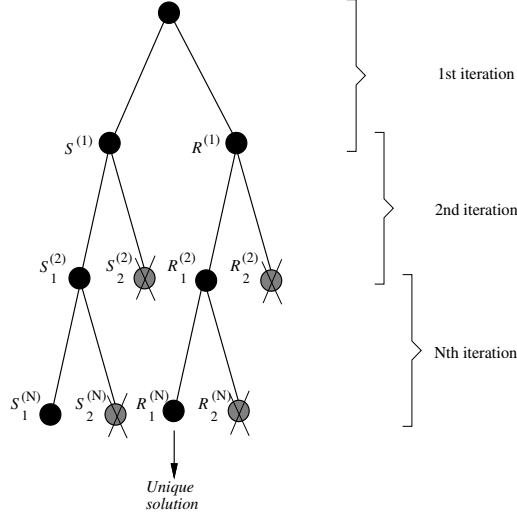 1st iteration
S^(1)
R^(1)
2nd iteration
S_1^(2)
S_2^(2)
R_1^(2)
R_2^(2)
Nth iteration
S_1^(N)
S_2^(N)
R_1^(N)
R_2^(N)
Unique
solution